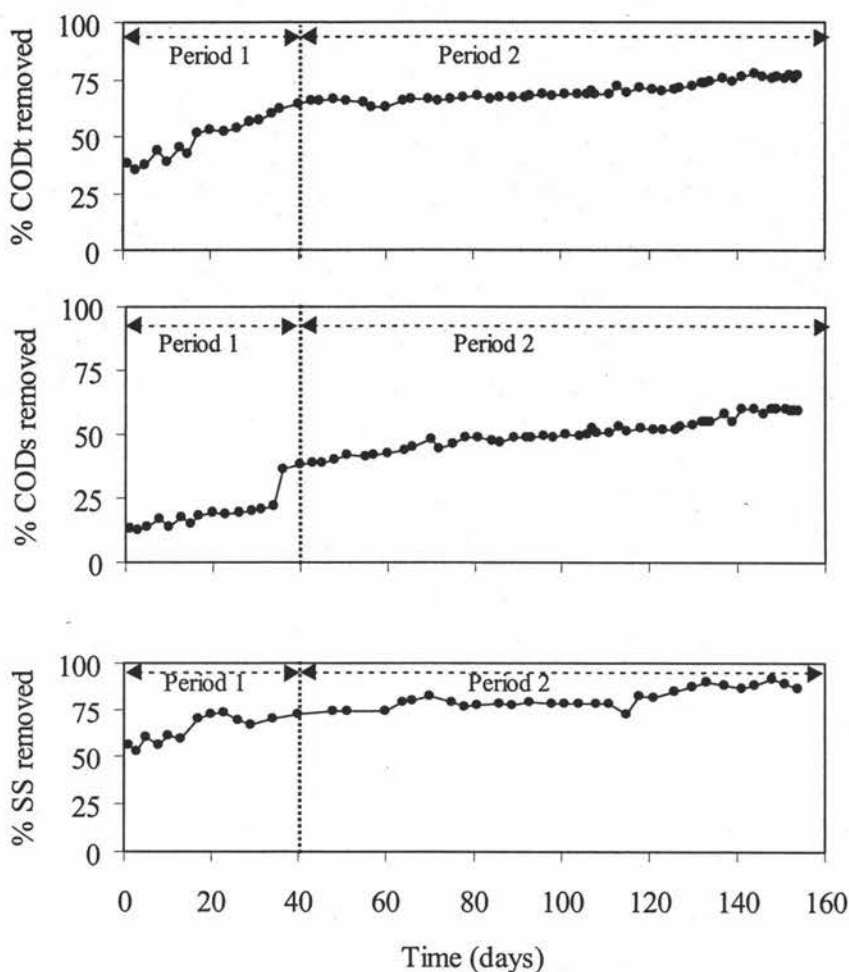 % CODt removed
100
75
50
25
0
Period 1
Period 2
% CODs removed
100
75
50
25
0
Period 1
Period 2
% SS removed
100
75
50
25
0
Period 1
Period 2
0 20 40 60 80 100 120 140 160
Time (days)